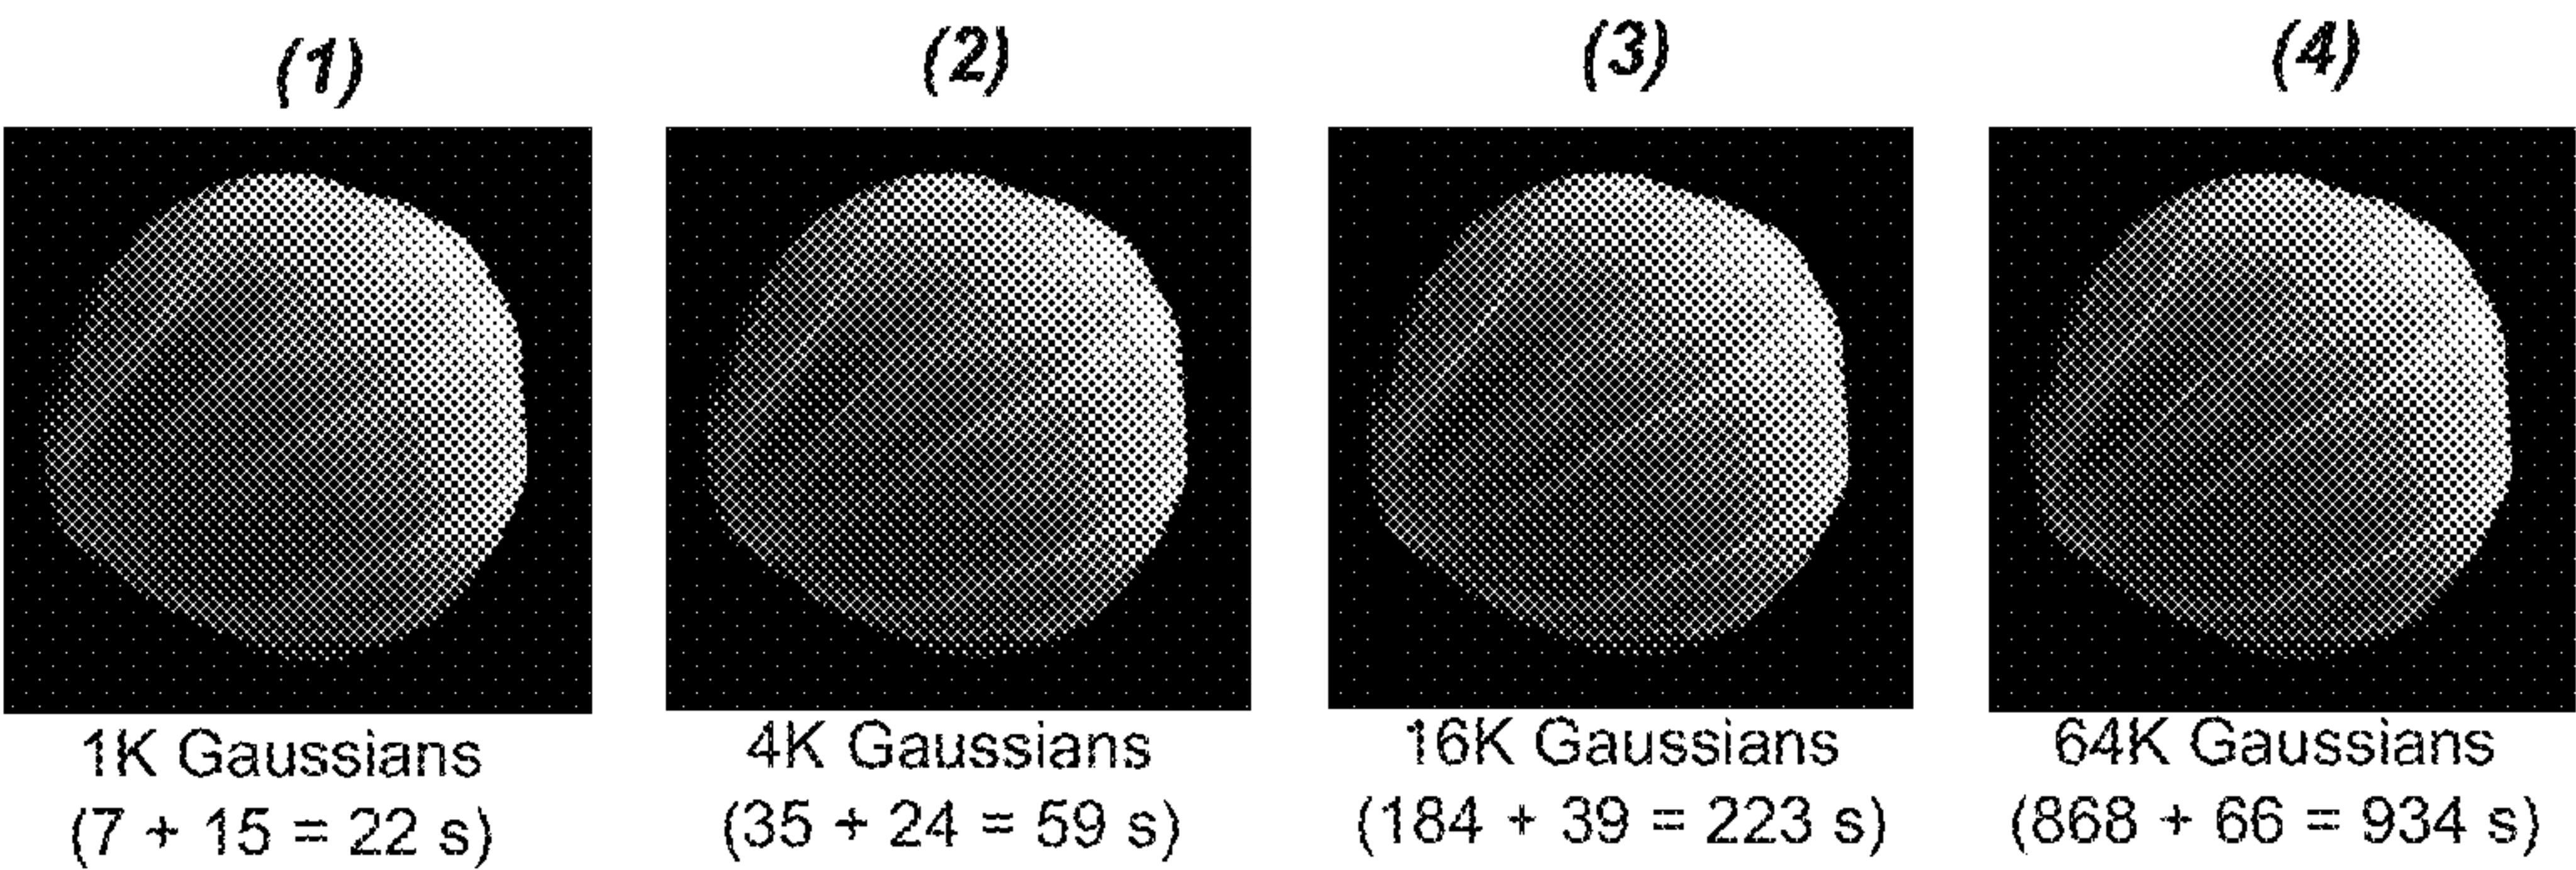 (1)
(2)
(3)
(4)
1K Gaussians
(7 + 15 = 22 s)
4K Gaussians
(35 + 24 = 59 s)
16K Gaussians
(184 + 39 = 223 s)
64K Gaussians
(868 + 66 = 934 s)